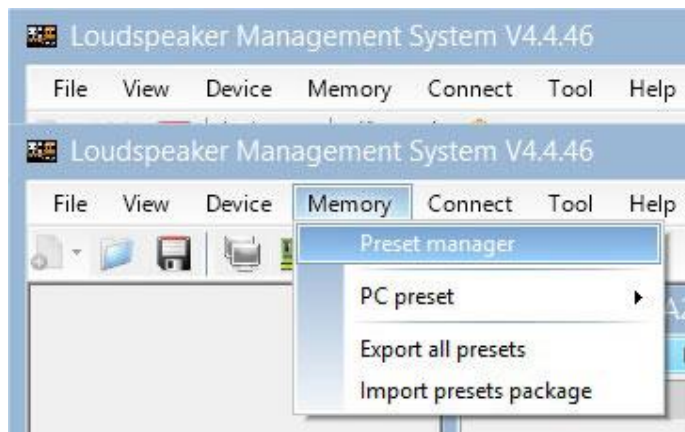 Loudspeaker Management System V4.4.46
File View Device Memory Connect Tool Help
Loudspeaker Management System V4.4.46
File View Device Memory Connect Tool Help
Preset manager
PC preset
Export all presets
Import presets package